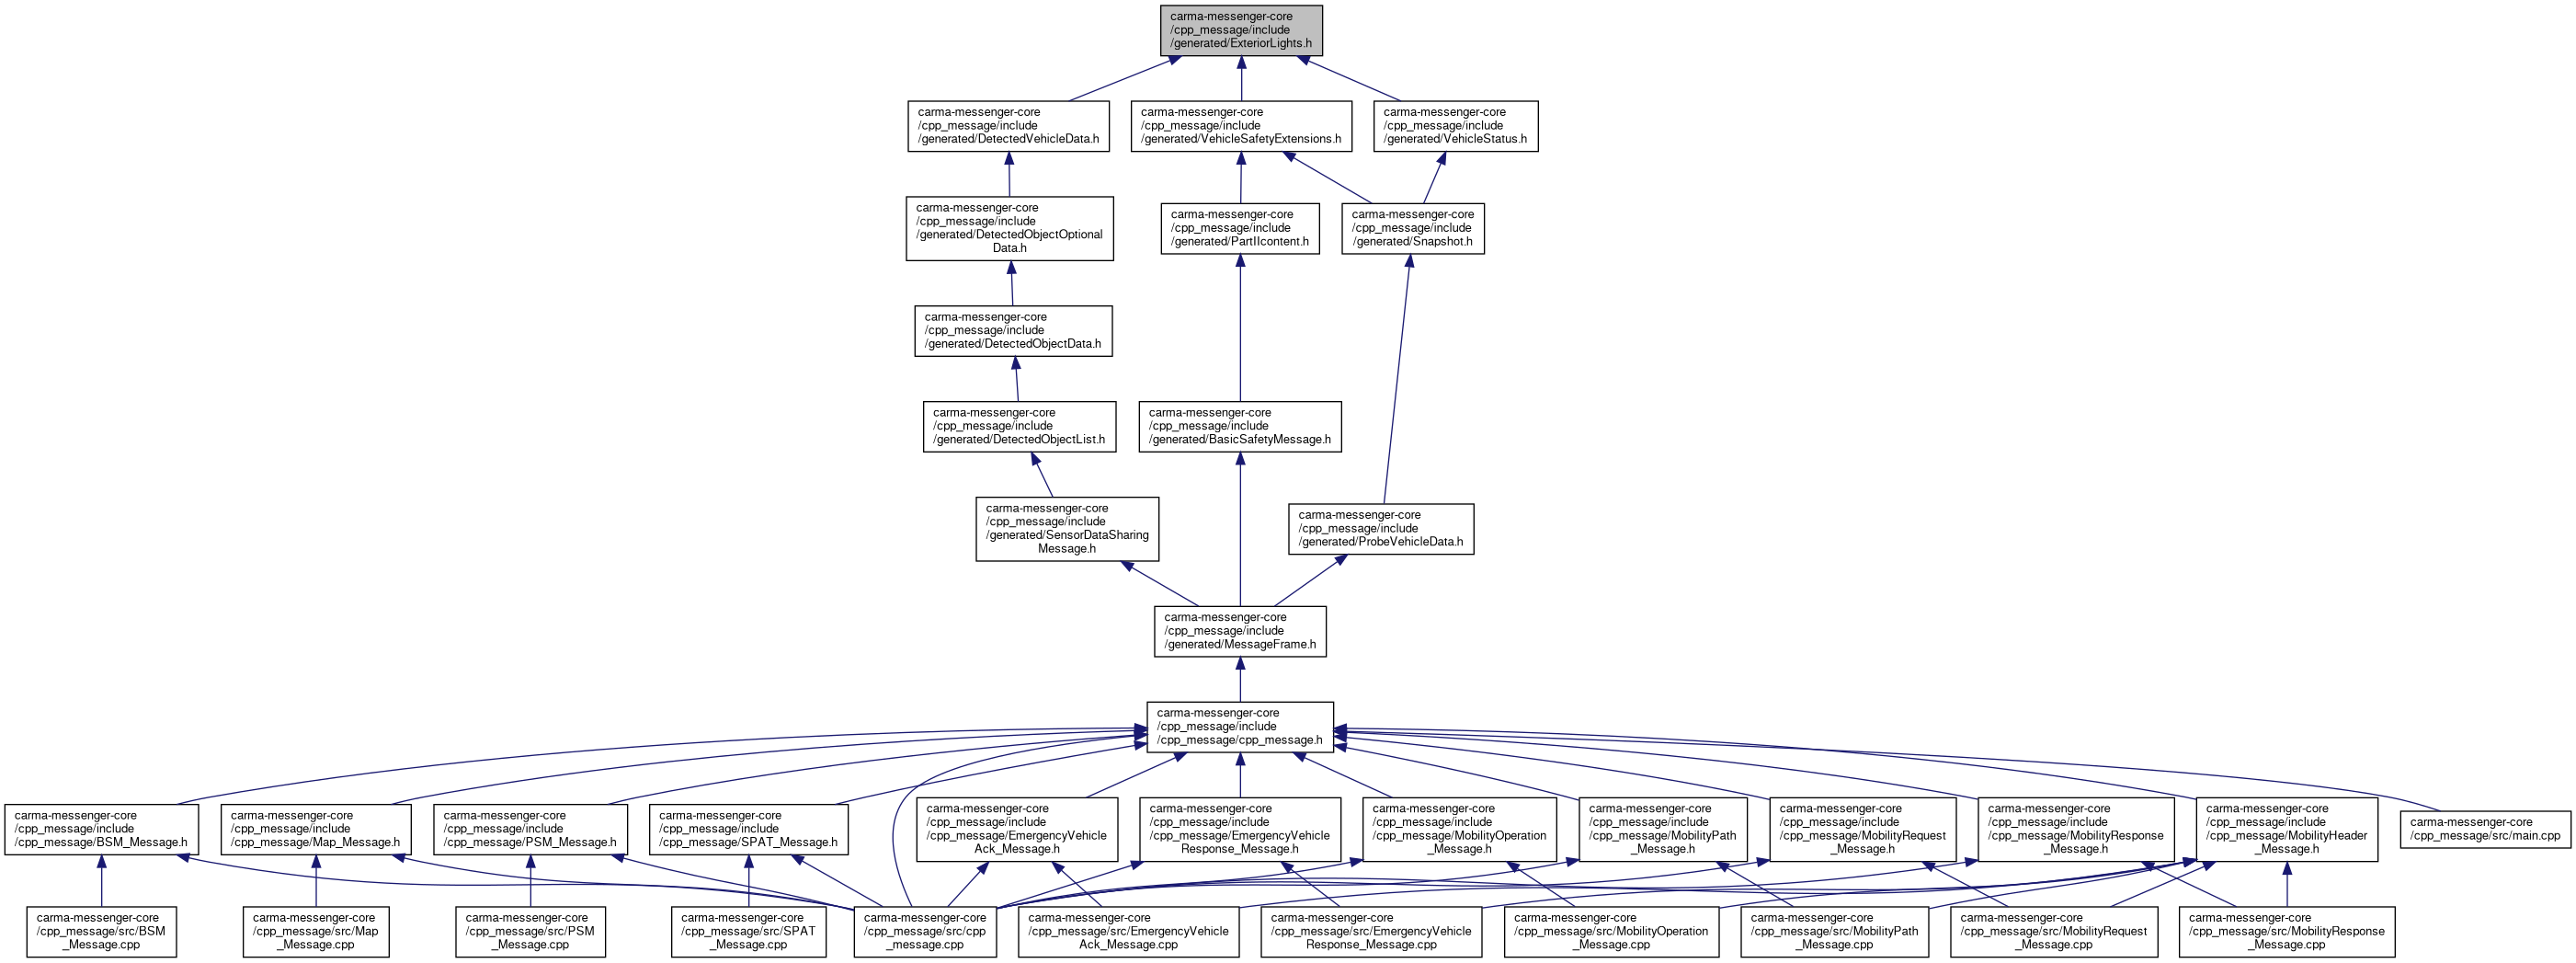 carma-messenger-core
/cpp_message/include
/generated/ExteriorLights.h
carma-messenger-core
/cpp_message/include
/generated/DetectedVehicleData.h
carma-messenger-core
/cpp_message/include
/generated/VehicleSafetyExtensions.h
carma-messenger-core
/cpp_message/include
/generated/VehicleStatus.h
carma-messenger-core
/cpp_message/include
/generated/DetectedObjectOptional
Data.h
carma-messenger-core
/cpp_message/include
/generated/PartIIcontent.h
carma-messenger-core
/cpp_message/include
/generated/Snapshot.h
carma-messenger-core
/cpp_message/include
/generated/DetectedObjectData.h
carma-messenger-core
/cpp_message/include
/generated/DetectedObjectList.h
carma-messenger-core
/cpp_message/include
/generated/BasicSafetyMessage.h
carma-messenger-core
/cpp_message/include
/generated/SensorDataSharing
Message.h
carma-messenger-core
/cpp_message/include
/generated/ProbeVehicleData.h
carma-messenger-core
/cpp_message/include
/generated/MessageFrame.h
carma-messenger-core
/cpp_message/include
/cpp_message/cpp_message.h
carma-messenger-core
/cpp_message/include
/cpp_message/BSM_Message.h
carma-messenger-core
/cpp_message/include
/cpp_message/Map_Message.h
carma-messenger-core
/cpp_message/include
/cpp_message/PSM_Message.h
carma-messenger-core
/cpp_message/include
/cpp_message/SPAT_Message.h
carma-messenger-core
/cpp_message/include
/cpp_message/EmergencyVehicle
Ack_Message.h
carma-messenger-core
/cpp_message/include
/cpp_message/EmergencyVehicle
Response_Message.h
carma-messenger-core
/cpp_message/include
/cpp_message/MobilityOperation
_Message.h
carma-messenger-core
/cpp_message/include
/cpp_message/MobilityPath
_Message.h
carma-messenger-core
/cpp_message/include
/cpp_message/MobilityRequest
_Message.h
carma-messenger-core
/cpp_message/include
/cpp_message/MobilityResponse
_Message.h
carma-messenger-core
/cpp_message/include
/cpp_message/MobilityHeader
_Message.h
carma-messenger-core
/cpp_message/src/main.cpp
carma-messenger-core
/cpp_message/src/BSM
_Message.cpp
carma-messenger-core
/cpp_message/src/Map
_Message.cpp
carma-messenger-core
/cpp_message/src/PSM
_Message.cpp
carma-messenger-core
/cpp_message/src/SPAT
_Message.cpp
carma-messenger-core
/cpp_message/src/cpp
_message.cpp
carma-messenger-core
/cpp_message/src/EmergencyVehicle
Ack_Message.cpp
carma-messenger-core
/cpp_message/src/EmergencyVehicle
Response_Message.cpp
carma-messenger-core
/cpp_message/src/MobilityOperation
_Message.cpp
carma-messenger-core
/cpp_message/src/MobilityPath
_Message.cpp
carma-messenger-core
/cpp_message/src/MobilityRequest
_Message.cpp
carma-messenger-core
/cpp_message/src/MobilityResponse
_Message.cpp